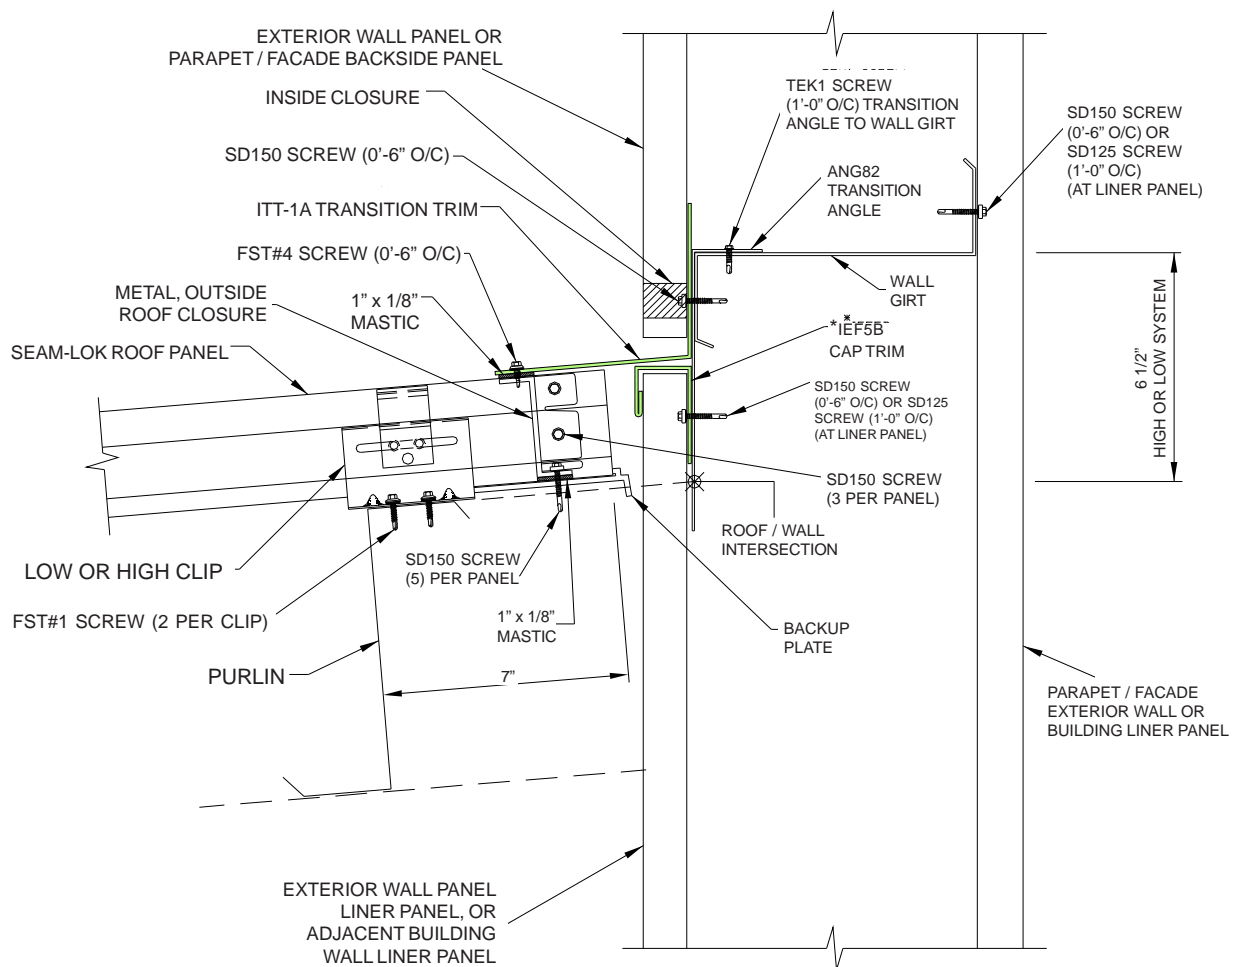 EXTERIOR WALL PANEL OR
PARAPET / FACADE BACKSIDE PANEL
INSIDE CLOSURE
SD150 SCREW (0'-6" O/C)
ITT-1A TRANSITION TRIM
FST#4 SCREW (0'-6" O/C)
METAL, OUTSIDE
ROOF CLOSURE
1" x 1/8"
MASTIC
SEAM-LOK ROOF PANEL
TEK1 SCREW
(1'-0" O/C) TRANSITION
ANGLE TO WALL GIRT
SD150 SCREW
(0'-6" O/C) OR
SD125 SCREW
(1'-0" O/C)
(AT LINER PANEL)
ANG82
TRANSITION
ANGLE
WALL
GIRT
*IEF5B
CAP TRIM
6 1/2"
HIGH OR LOW SYSTEM
SD150 SCREW
(0'-6" O/C) OR SD125
SCREW (1'-0" O/C)
(AT LINER PANEL)
SD150 SCREW
(3 PER PANEL)
ROOF / WALL
INTERSECTION
LOW OR HIGH CLIP
SD150 SCREW
(5) PER PANEL
FST#1 SCREW (2 PER CLIP)
1" x 1/8"
MASTIC
BACKUP
PLATE
PURLIN
7"
PARAPET / FACADE
EXTERIOR WALL OR
BUILDING LINER PANEL
EXTERIOR WALL PANEL
LINER PANEL, OR
ADJACENT BUILDING
WALL LINER PANEL